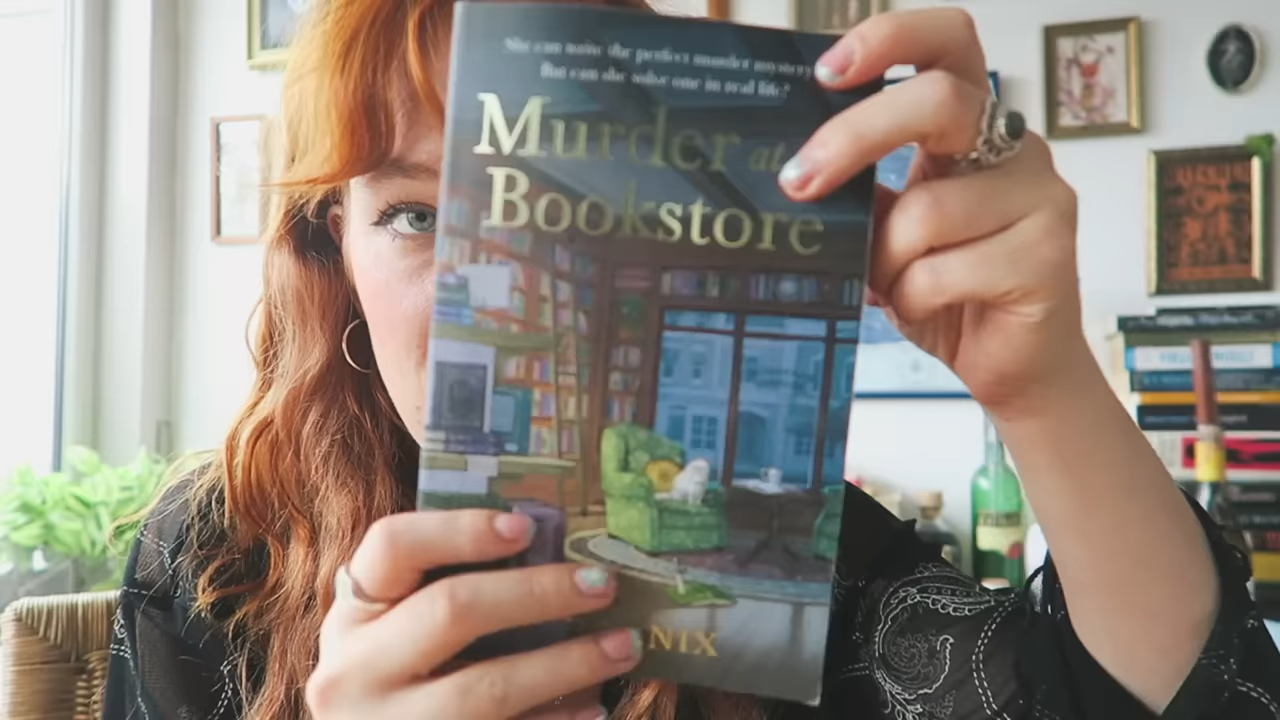 She can write the perfect murder mystery
But can she solve one in real life?
Murder at
Bookstore
NIX